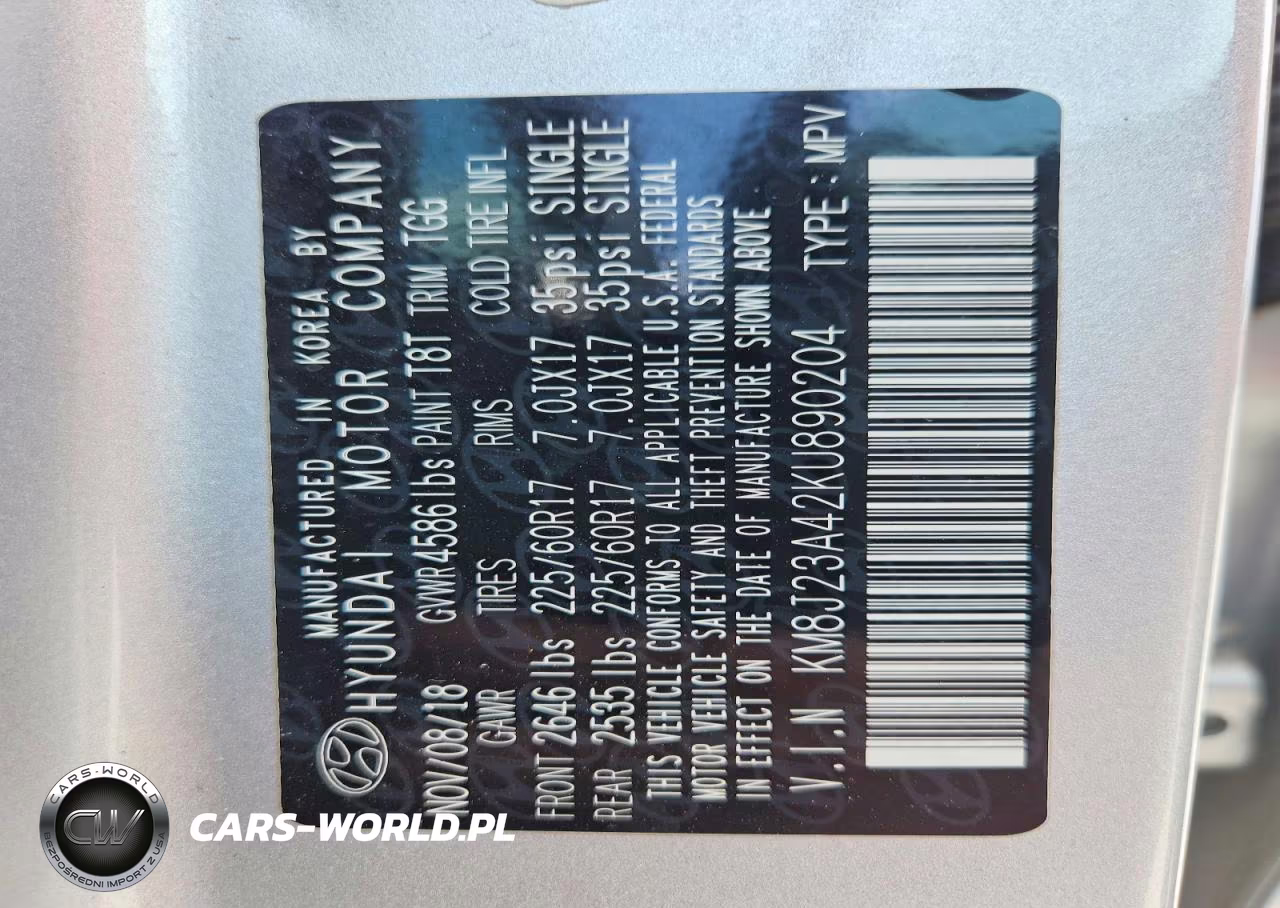 MANUFACTURED IN KOREA BY
HYUNDAI MOTOR COMPANY
NOV/08/18 GVWR 4586lbs PAINT T8T TRIM TGG
GAWR TIRES RIMS COLD TIRE INFL
FRONT 2646 lbs 225/60R17 7.0JX17 35psi SINGLE
REAR 2535 lbs 225/60R17 7.0JX17 35psi SINGLE
THIS VEHICLE CONFORMS TO ALL APPLICABLE U.S.A. FEDERAL
MOTOR VEHICLE SAFETY AND THEFT PREVENTION STANDARDS
IN EFFECT ON THE DATE OF MANUFACTURE SHOWN ABOVE
V.I.N KM8J23A42KU890204 TYPE : MPV
CARS-WORLD
CW
BEZPOŚREDNI IMPORT Z USA
CARS-WORLD.PL